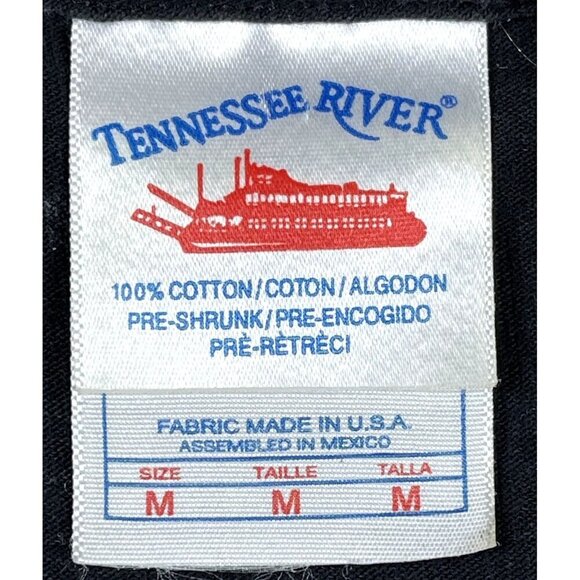 TENNESSEE RIVER®
100% COTTON/COTON/ALGODON
PRE-SHRUNK/PRE-ENCOGIDO
PRÈ-RÈTRÈCI
FABRIC MADE IN U.S.A.
ASSEMBLED IN MEXICO
SIZE TAILLE TALLA
M M M